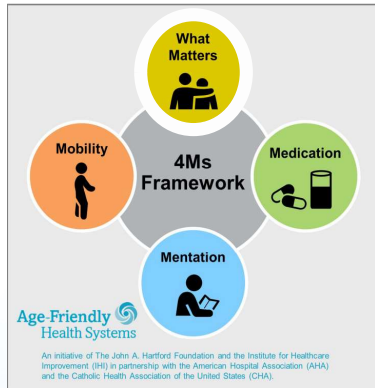 What
Matters
Mobility
4Ms
Framework
Medication
Mentation
Age-Friendly
Health Systems
An initiative of The John A. Hartford Foundation and the Institute for Healthcare
Improvement (IHI) in partnership with the American Hospital Association (AHA)
and the Catholic Health Association of the United States (CHA).